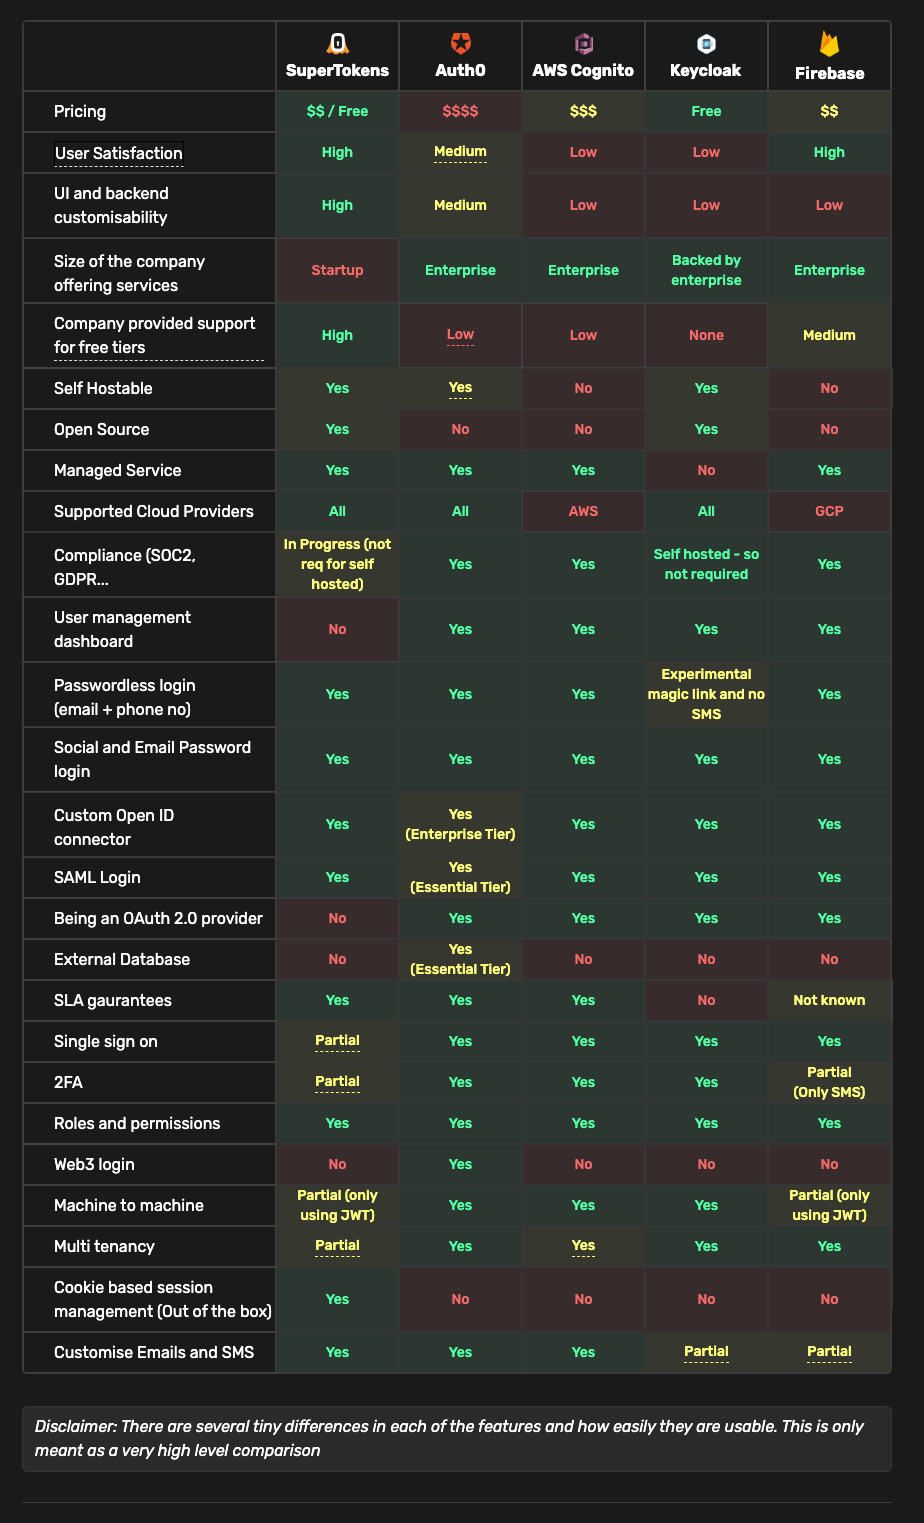 SuperTokens Auth0 AWS Cognito Keycloak Firebase
Pricing $$ / Free $$$$ $$$ Free $$
User Satisfaction High Medium Low Low High
UI and backend
customisability High Medium Low Low Low
Size of the company
offering services Startup Enterprise Enterprise Backed by
enterprise Enterprise
Company provided support
for free tiers High Low Low None Medium
Self Hostable Yes Yes No Yes No
Open Source Yes No No Yes No
Managed Service Yes Yes Yes No Yes
Supported Cloud Providers All All AWS All GCP
Compliance (SOC2,
GDPR... In Progress (not
req for self
hosted) Yes Yes Self hosted - so
not required Yes
User management
dashboard No Yes Yes Yes Yes
Passwordless login
(email + phone no) Yes Yes Yes Experimental
magic link and no
SMS Yes
Social and Email Password
login Yes Yes Yes Yes Yes
Custom Open ID
connector Yes Yes
(Enterprise Tier) Yes Yes Yes
SAML Login Yes Yes
(Essential Tier) Yes Yes Yes
Being an OAuth 2.0 provider No Yes Yes Yes Yes
External Database No Yes
(Essential Tier) No No No
SLA gaurantees Yes Yes Yes No Not known
Single sign on Partial Yes Yes Yes Yes
2FA Partial Yes Yes Yes Partial
(Only SMS)
Roles and permissions Yes Yes Yes Yes Yes
Web3 login No Yes No No No
Machine to machine Partial (only
using JWT) Yes Yes Yes Partial (only
using JWT)
Multi tenancy Partial Yes Yes Yes Yes
Cookie based session
management (Out of the box) Yes No No No No
Customise Emails and SMS Yes Yes Yes Partial Partial
Disclaimer: There are several tiny differences in each of the features and how easily they are usable. This is only
meant as a very high level comparison